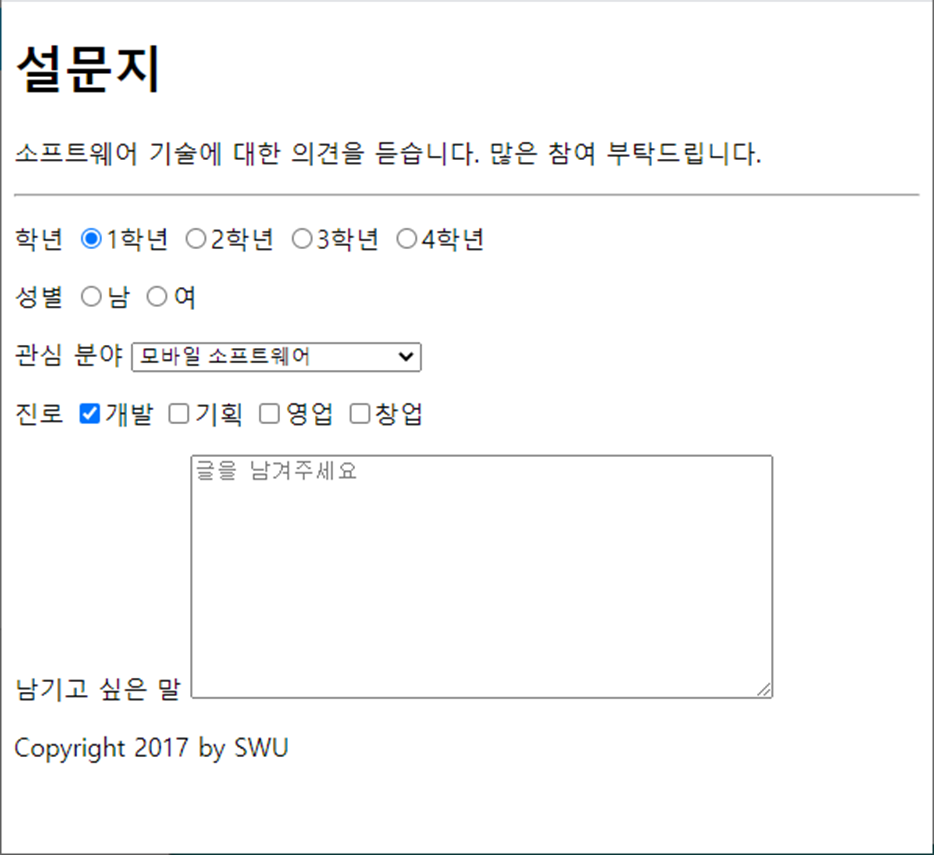 설문지
소프트웨어 기술에 대한 의견을 듣습니다. 많은 참여 부탁드립니다.
학년 1학년 2학년 3학년 4학년
성별 남 여
관심 분야 모바일 소프트웨어
진로 개발 기획 영업 창업
글을 남겨주세요
남기고 싶은 말
Copyright 2017 by SWU